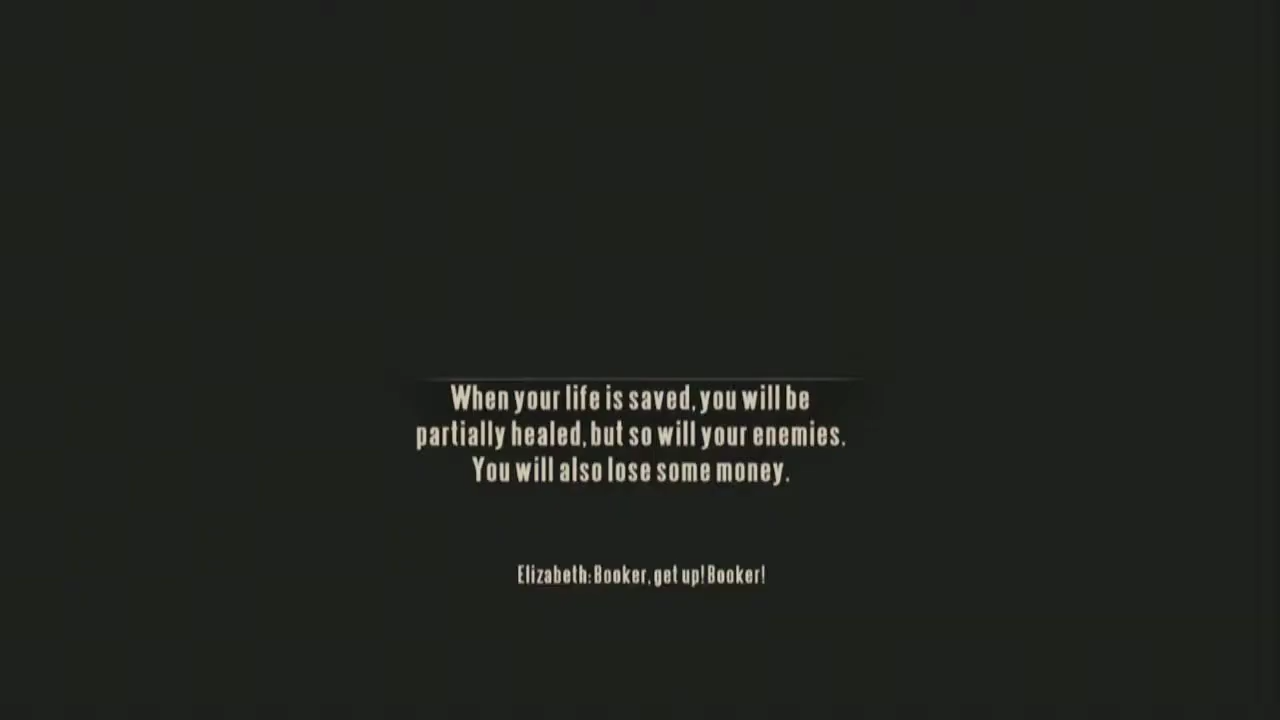 When your life is saved, you will be
partially healed, but so will your enemies.
You will also lose some money.
Elizabeth: Booker, get up! Booker!